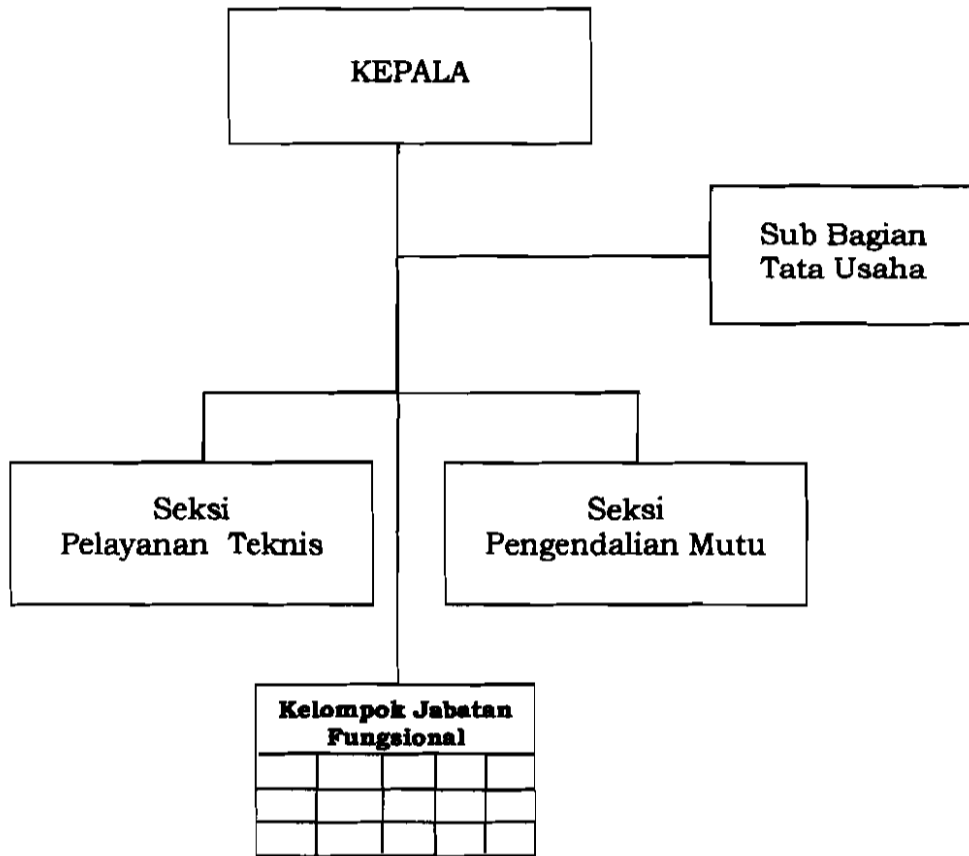 KEPALA
Sub Bagian
Tata Usaha
Seksi
Pelayanan Teknis
Seksi
Pengendalian Mutu
Kelompok Jabatan
Fungsional